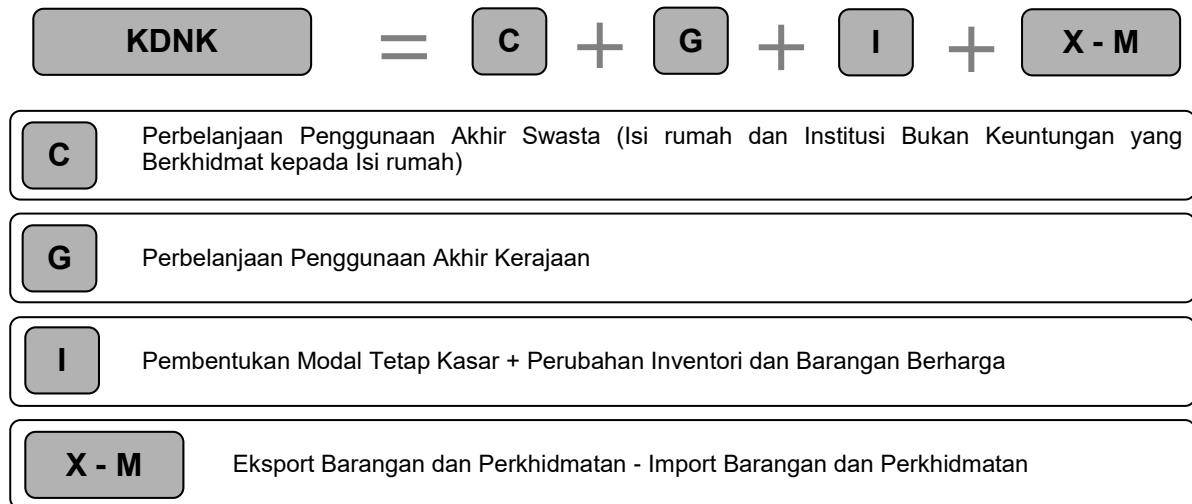 KDNK = C + G + I + X - M
C Perbelanjaan Penggunaan Akhir Swasta (Isi rumah dan Institusi Bukan Keuntungan yang
Berkhidmat kepada Isi rumah)
G Perbelanjaan Penggunaan Akhir Kerajaan
I Pembentukan Modal Tetap Kasar + Perubahan Inventori dan Barangan Berharga
X - M Eksport Barangan dan Perkhidmatan - Import Barangan dan Perkhidmatan